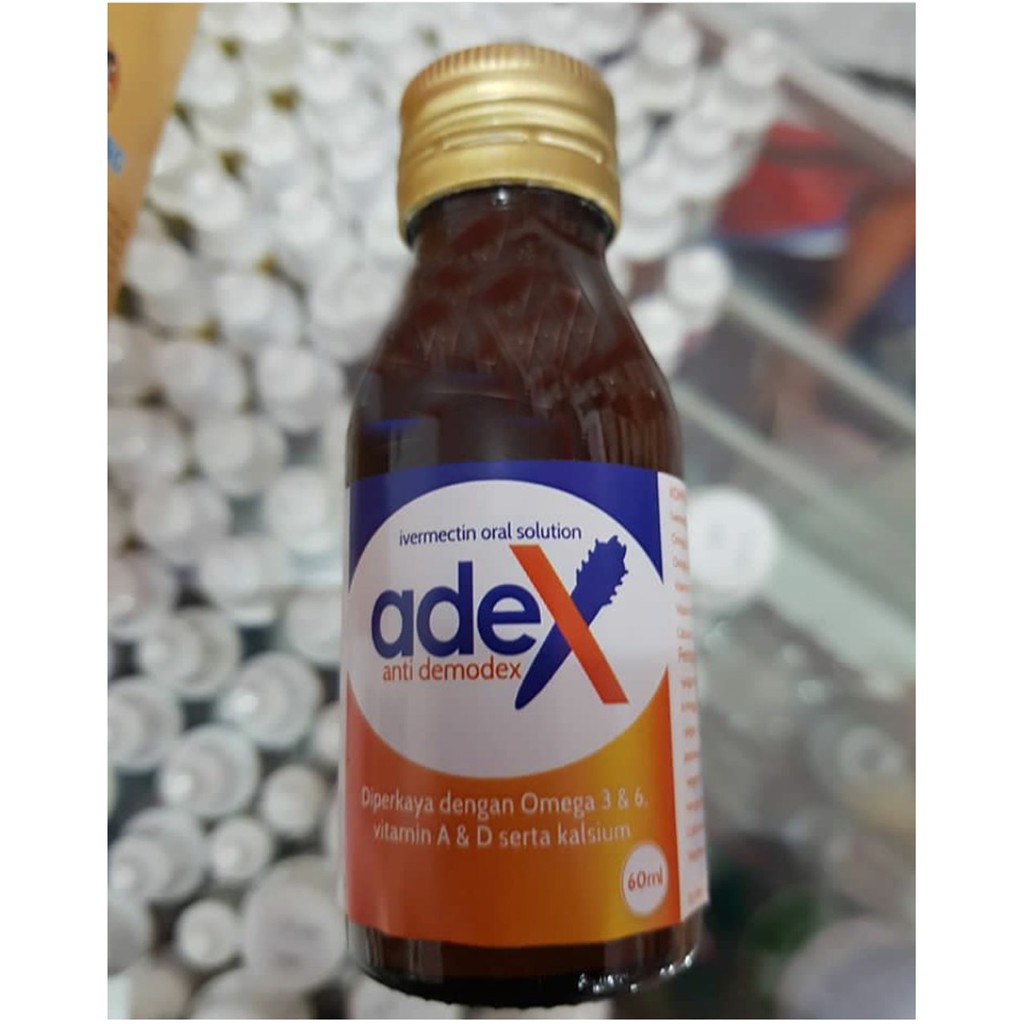 ivermectin oral solution
adeX
anti demodex
Diperkaya dengan Omega 3 & 6,
vitamin A & D serta kalsium
60ml